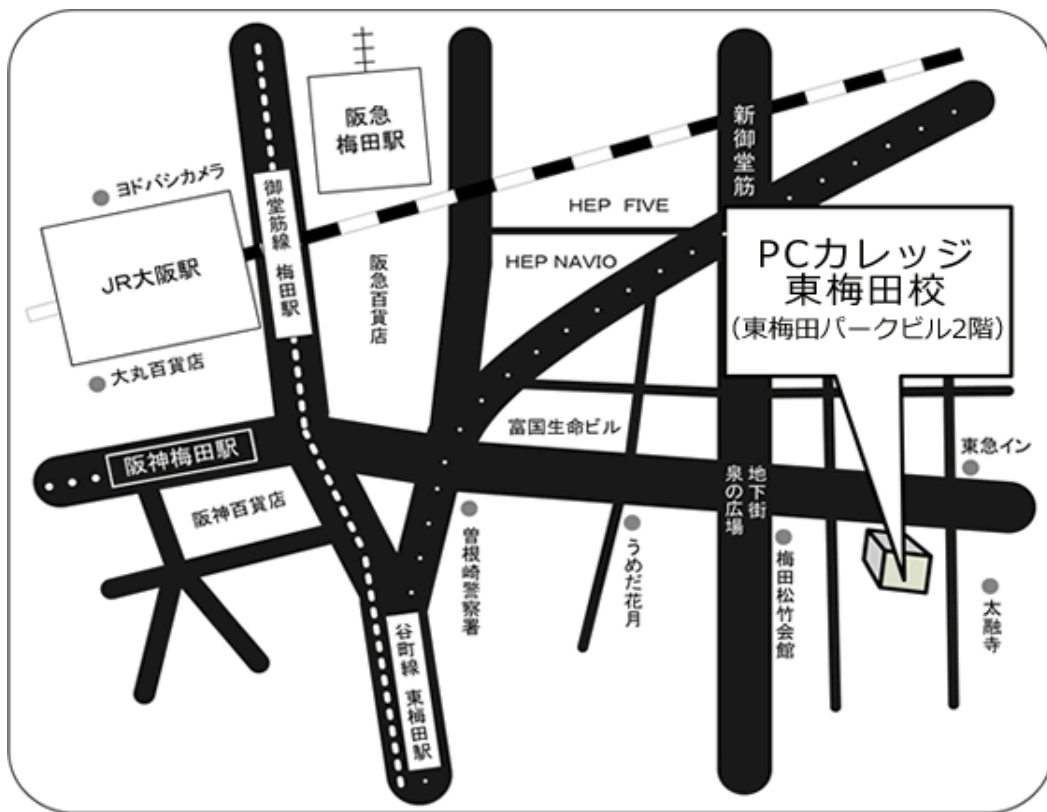 阪急
梅田駅
ヨドバシカメラ
JR大阪駅
御堂筋線 梅田駅
阪急百貨店
HEP FIVE
HEP NAVIO
新御堂筋
PCカレッジ
東梅田校
(東梅田パークビル2階)
大丸百貨店
阪神梅田駅
阪神百貨店
富国生命ビル
東急イン
地下街
泉の広場
曽根崎警察署
うめだ花月
梅田松竹会館
太融寺
谷町線 東梅田駅